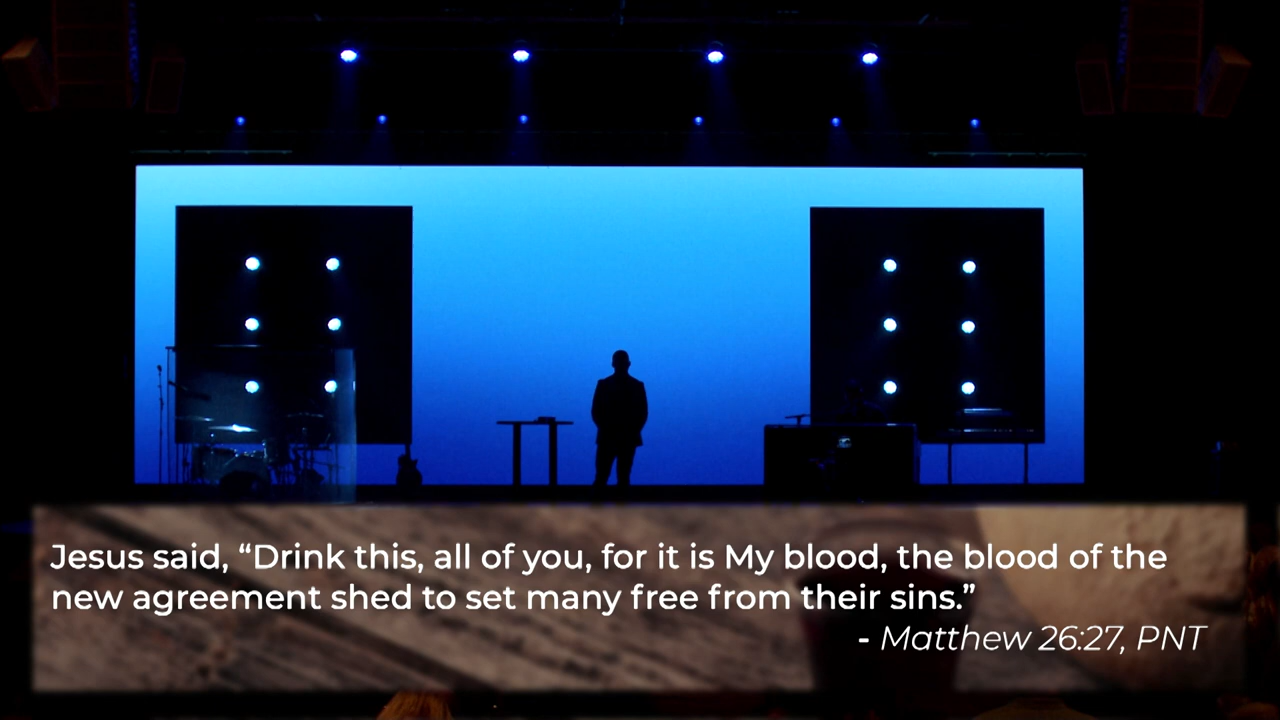 Jesus said, “Drink this, all of you, for it is My blood, the blood of the
new agreement shed to set many free from their sins.”
- Matthew 26:27, PNT